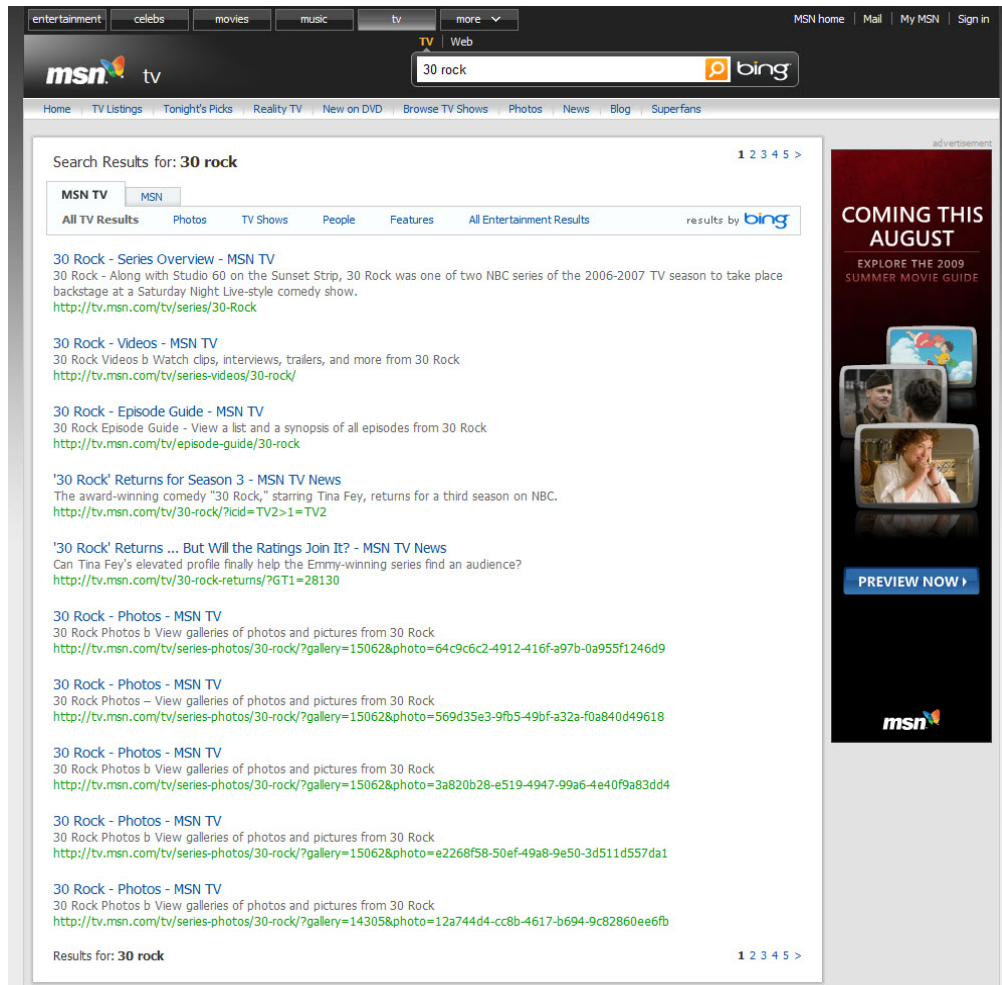 entertainment celebs movies music tv more MSN home | Mail | My MSN | Sign in
TV | Web
msn tv
30 rock bing
Home TV Listings Tonight's Picks Reality TV New on DVD Browse TV Shows Photos News Blog Superfans
advertisement
Search Results for: 30 rock 1 2 3 4 5 >
MSN TV MSN
All TV Results Photos TV Shows People Features All Entertainment Results results by bing
30 Rock - Series Overview - MSN TV
30 Rock - Along with Studio 60 on the Sunset Strip, 30 Rock was one of two NBC series of the 2006-2007 TV season to take place
backstage at a Saturday Night Live-style comedy show.
http://tv.msn.com/tv/series/30-Rock
30 Rock - Videos - MSN TV
30 Rock Videos b Watch clips, interviews, trailers, and more from 30 Rock
http://tv.msn.com/tv/series-videos/30-rock/
30 Rock - Episode Guide - MSN TV
30 Rock Episode Guide - View a list and a synopsis of all episodes from 30 Rock
http://tv.msn.com/tv/episode-guide/30-rock
'30 Rock' Returns for Season 3 - MSN TV News
The award-winning comedy "30 Rock," starring Tina Fey, returns for a third season on NBC.
http://tv.msn.com/tv/30-rock/?icid=TV2>1=TV2
'30 Rock' Returns ... But Will the Ratings Join It? - MSN TV News
Can Tina Fey's elevated profile finally help the Emmy-winning series find an audience?
http://tv.msn.com/tv/30-rock-returns/?GT1=28130
30 Rock - Photos - MSN TV
30 Rock Photos b View galleries of photos and pictures from 30 Rock
http://tv.msn.com/tv/series-photos/30-rock/?gallery=15062&photo=64c9c6c2-4912-416f-a97b-0a955f1246d9
30 Rock - Photos - MSN TV
30 Rock Photos – View galleries of photos and pictures from 30 Rock
http://tv.msn.com/tv/series-photos/30-rock/?gallery=15062&photo=569d35e3-9fb5-49bf-a32a-f0a840d49618
30 Rock - Photos - MSN TV
30 Rock Photos b View galleries of photos and pictures from 30 Rock
http://tv.msn.com/tv/series-photos/30-rock/?gallery=15062&photo=3a820b28-e519-4947-99a6-4e40f9a83dd4
30 Rock - Photos - MSN TV
30 Rock Photos b View galleries of photos and pictures from 30 Rock
http://tv.msn.com/tv/series-photos/30-rock/?gallery=15062&photo=e2268f58-50ef-49a8-9e50-3d511d557da1
30 Rock - Photos - MSN TV
30 Rock Photos b View galleries of photos and pictures from 30 Rock
http://tv.msn.com/tv/series-photos/30-rock/?gallery=14305&photo=12a744d4-cc8b-4617-b694-9c82860ee6fb
Results for: 30 rock 1 2 3 4 5 >
COMING THIS
AUGUST
EXPLORE THE 2009
SUMMER MOVIE GUIDE
PREVIEW NOW
msn